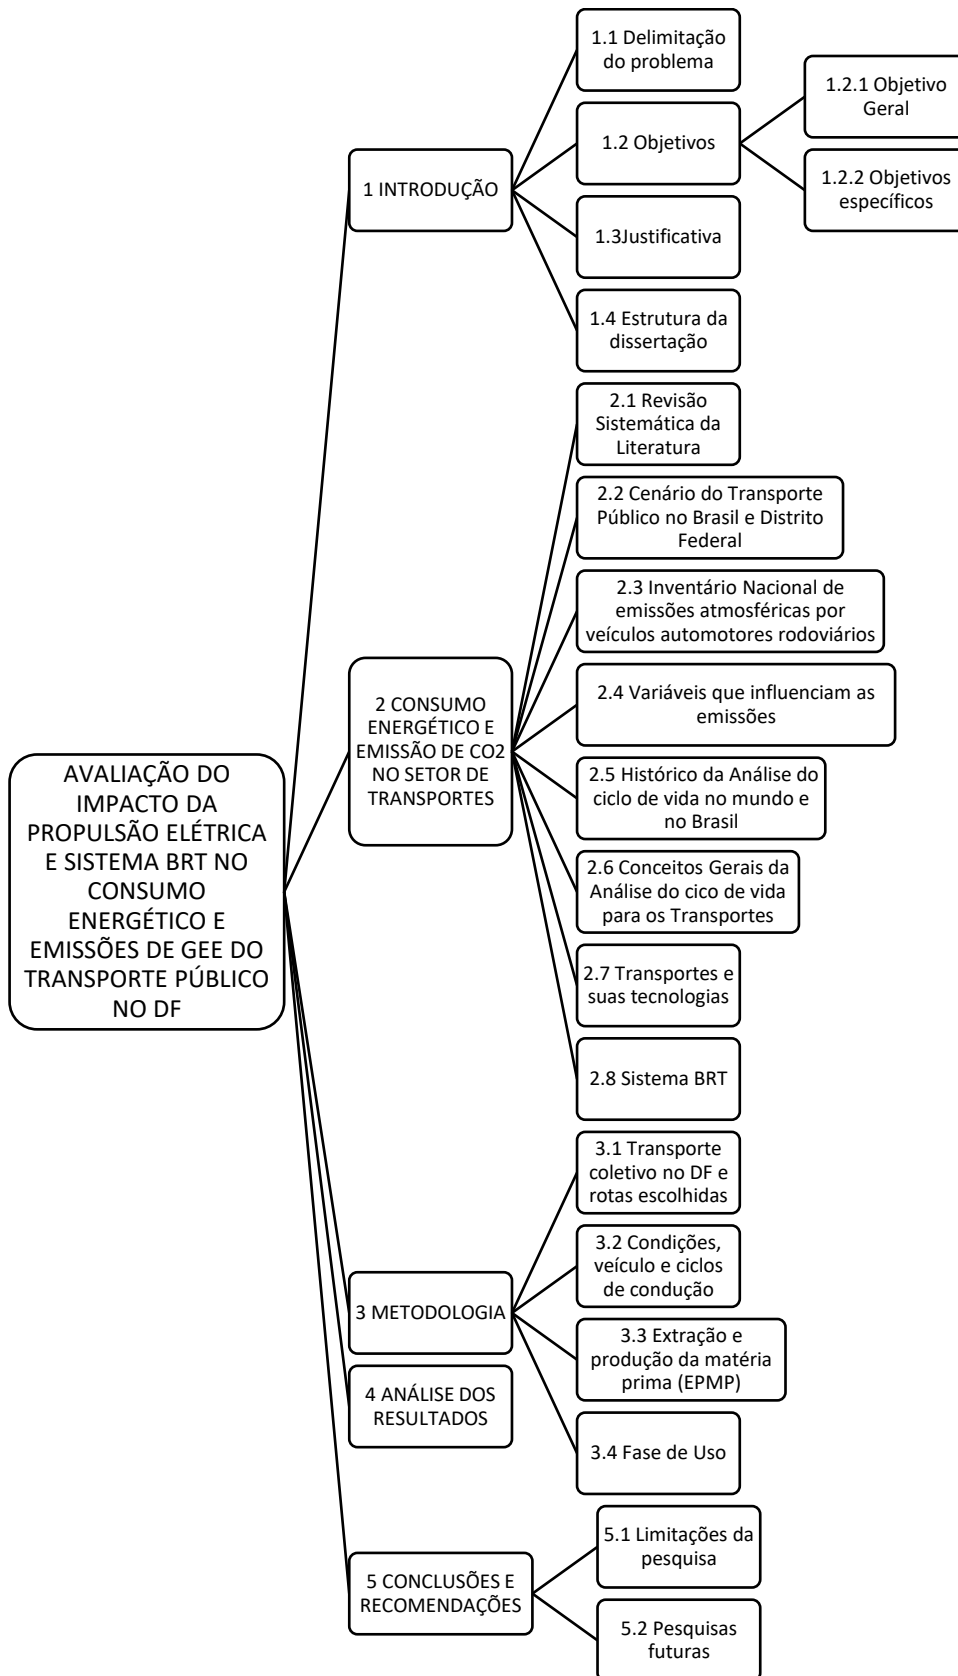 AVALIAÇÃO DO
IMPACTO DA
PROPULSÃO ELÉTRICA
E SISTEMA BRT NO
CONSUMO
ENERGÉTICO E
EMISSÕES DE GEE DO
TRANSPORTE PÚBLICO
NO DF
1 INTRODUÇÃO
1.1 Delimitação
do problema
1.2 Objetivos
1.2.1 Objetivo
Geral
1.2.2 Objetivos
específicos
1.3Justificativa
1.4 Estrutura da
dissertação
2 CONSUMO
ENERGÉTICO E
EMISSÃO DE CO2
NO SETOR DE
TRANSPORTES
2.1 Revisão
Sistemática da
Literatura
2.2 Cenário do Transporte
Público no Brasil e Distrito
Federal
2.3 Inventário Nacional de
emissões atmosféricas por
veículos automotores rodoviários
2.4 Variáveis que influenciam as
emissões
2.5 Histórico da Análise do
ciclo de vida no mundo e
no Brasil
2.6 Conceitos Gerais da
Análise do cico de vida
para os Transportes
2.7 Transportes e
suas tecnologias
2.8 Sistema BRT
3 METODOLOGIA
3.1 Transporte
coletivo no DF e
rotas escolhidas
3.2 Condições,
veículo e ciclos
de condução
3.3 Extração e
produção da matéria
prima (EPMP)
3.4 Fase de Uso
4 ANÁLISE DOS
RESULTADOS
5 CONCLUSÕES E
RECOMENDAÇÕES
5.1 Limitações da
pesquisa
5.2 Pesquisas
futuras